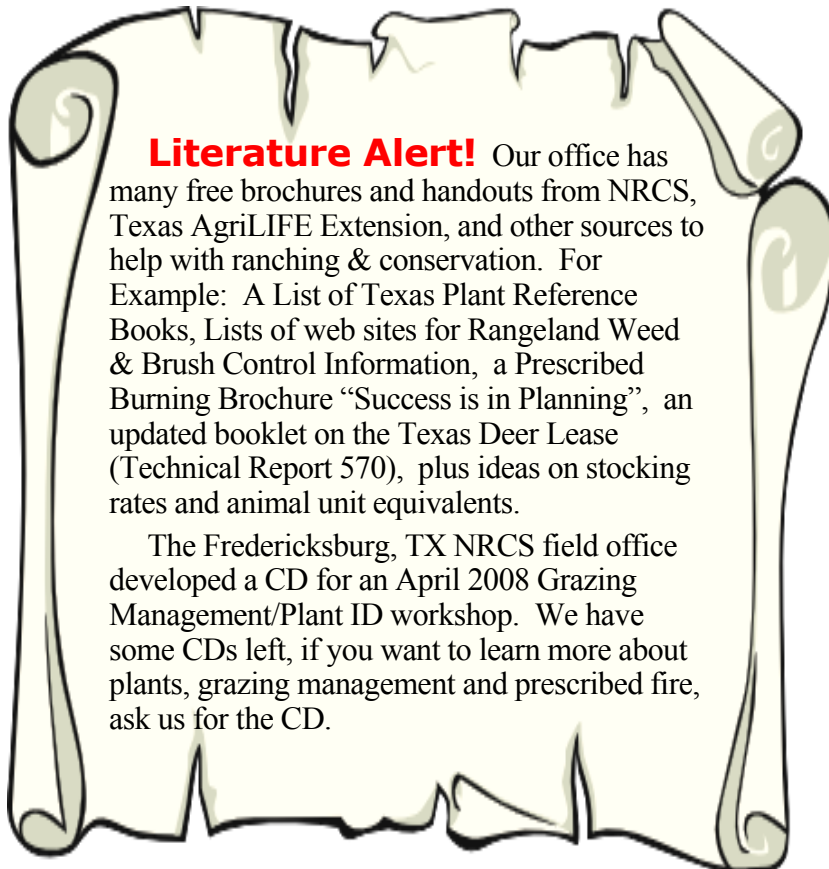 Literature Alert! Our office has
many free brochures and handouts from NRCS,
Texas AgriLIFE Extension, and other sources to
help with ranching & conservation. For
Example: A List of Texas Plant Reference
Books, Lists of web sites for Rangeland Weed
& Brush Control Information, a Prescribed
Burning Brochure “Success is in Planning”, an
updated booklet on the Texas Deer Lease
(Technical Report 570), plus ideas on stocking
rates and animal unit equivalents.
The Fredericksburg, TX NRCS field office
developed a CD for an April 2008 Grazing
Management/Plant ID workshop. We have
some CDs left, if you want to learn more about
plants, grazing management and prescribed fire,
ask us for the CD.